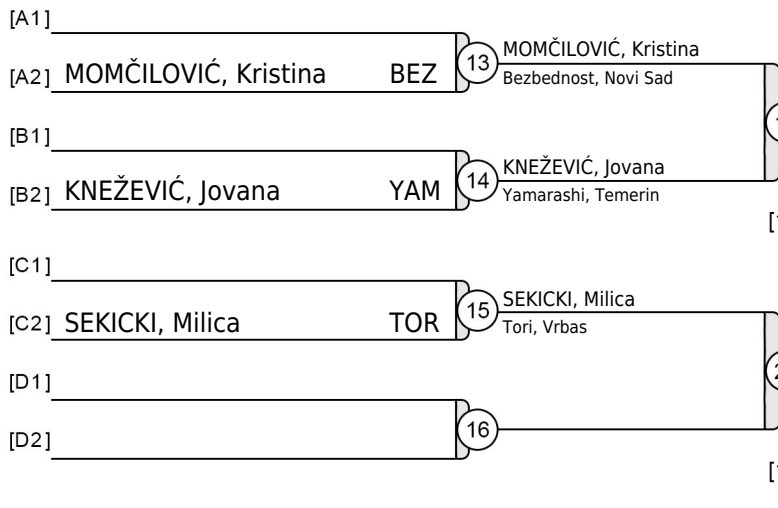 [A1]
[A2] MOMČILOVIĆ, Kristina BEZ
13 MOMČILOVIĆ, Kristina
Bezbednost, Novi Sad
[B1]
[B2] KNEŽEVIĆ, Jovana YAM
14 KNEŽEVIĆ, Jovana
Yamarashi, Temerin
[C1]
[C2] SEKICKI, Milica TOR
15 SEKICKI, Milica
Tori, Vrbas
[D1]
[D2]
16